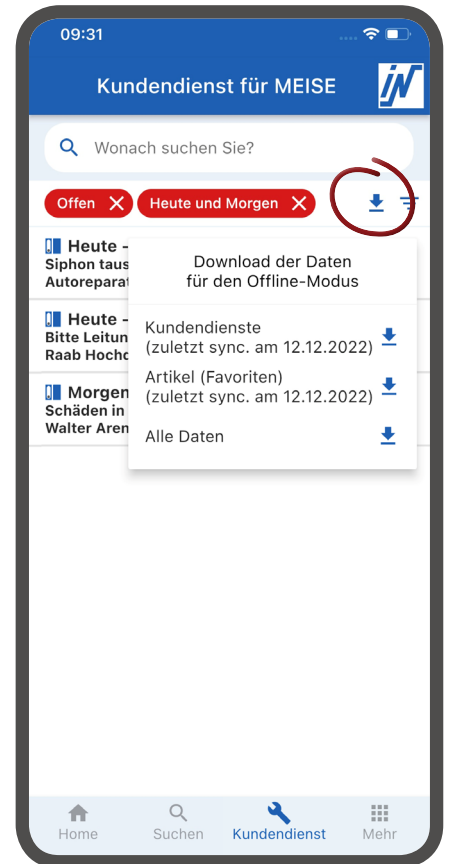 09:31
Kundendienst für MEISE
IN
Wonach suchen Sie?
Offen
Heute und Morgen
Heute -
Siphon taus
Autoreparat
Heute -
Bitte Leitun
Raab Hochd
Morgen
Schäden in
Walter Aren
Download der Daten
für den Offline-Modus
Kundendienste
(zuletzt sync. am 12.12.2022)
Artikel (Favoriten)
(zuletzt sync. am 12.12.2022)
Alle Daten
Home
Suchen
Kundendienst
Mehr